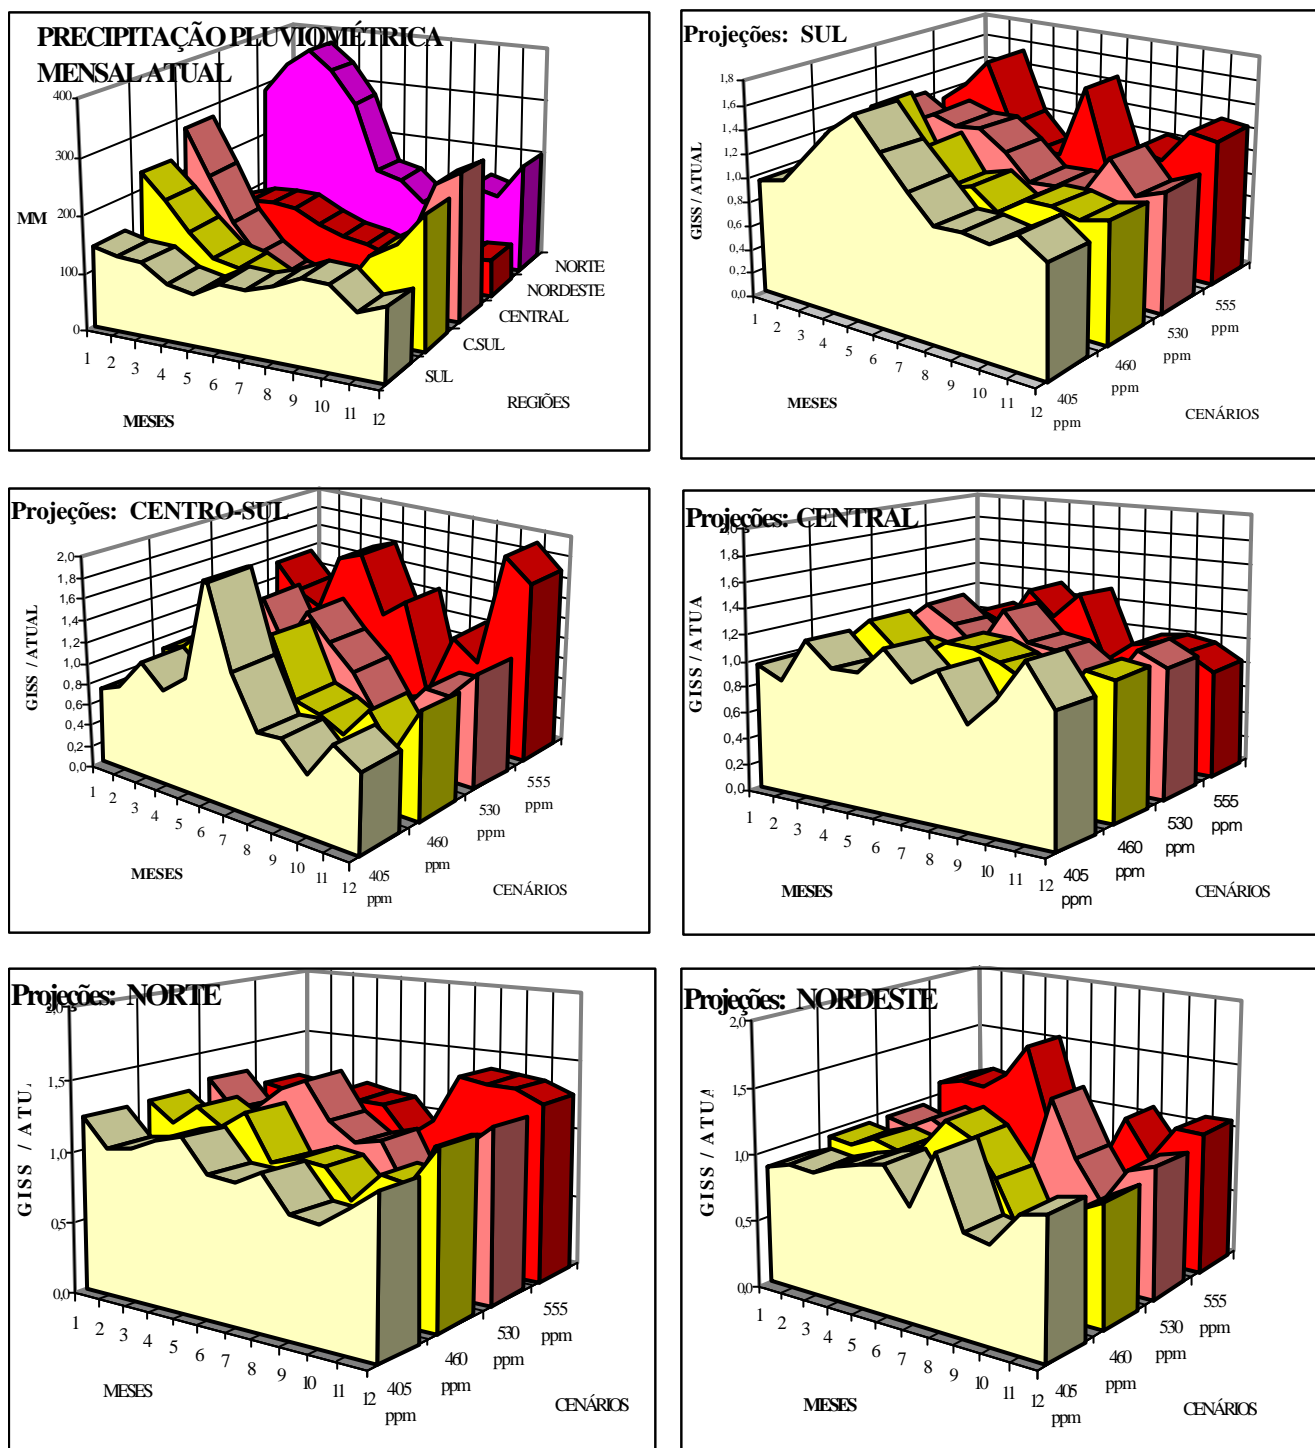 PRECIPITAÇÃO PLUVIOMÉTRICA
MENSAL ATUAL
400
300
200
100
0
MM
1 2 3 4 5 6 7 8 9 10 11 12
MESES
SUL
C.SUL
CENTRAL
NORDESTE
NORTE
REGIÕES
Projeções: SUL
1,8
1,6
1,4
1,2
1,0
0,8
0,6
0,4
0,2
0,0
GISS / ATUAL
1 2 3 4 5 6 7 8 9 10 11 12
MESES
405 ppm
460 ppm
530 ppm
555 ppm
CENÁRIOS
Projeções: CENTRO-SUL
2,0
1,8
1,6
1,4
1,2
1,0
0,8
0,6
0,4
0,2
0,0
GISS / ATUAL
1 2 3 4 5 6 7 8 9 10 11 12
MESES
405 ppm
460 ppm
530 ppm
555 ppm
CENÁRIOS
Projeções: CENTRAL
2,0
1,8
1,6
1,4
1,2
1,0
0,8
0,6
0,4
0,2
0,0
GISS / ATUA
1 2 3 4 5 6 7 8 9 10 11 12
MESES
405 ppm
460 ppm
530 ppm
555 ppm
CENÁRIOS
Projeções: NORTE
2,0
1,5
1,0
0,5
0,0
GISS / ATU
1 2 3 4 5 6 7 8 9 10 11 12
MESES
405 ppm
460 ppm
530 ppm
555 ppm
CENÁRIOS
Projeções: NORDESTE
2,0
1,5
1,0
0,5
0,0
GISS / ATUA
1 2 3 4 5 6 7 8 9 10 11 12
MESES
405 ppm
460 ppm
530 ppm
555 ppm
CENÁRIOS